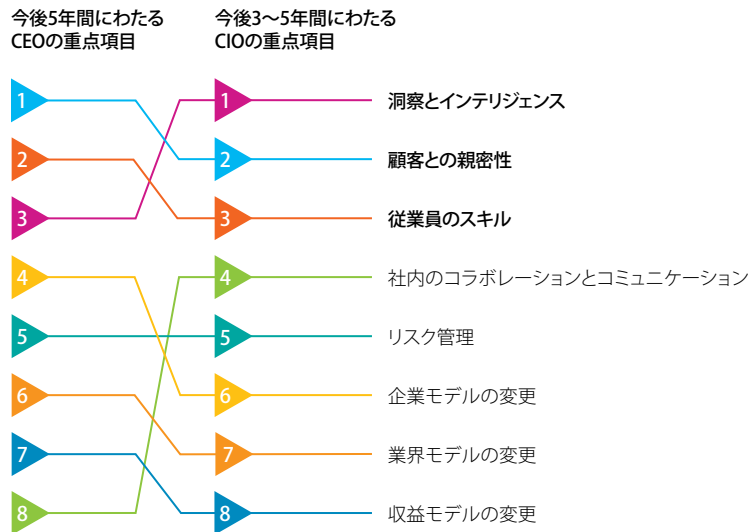 今後5年間にわたる
CEOの重点項目
今後3〜5年間にわたる
CIOの重点項目
1 1 洞察とインテリジェンス
2 2 顧客との親密性
3 3 従業員のスキル
4 4 社内のコラボレーションとコミュニケーション
5 5 リスク管理
6 6 企業モデルの変更
7 7 業界モデルの変更
8 8 収益モデルの変更